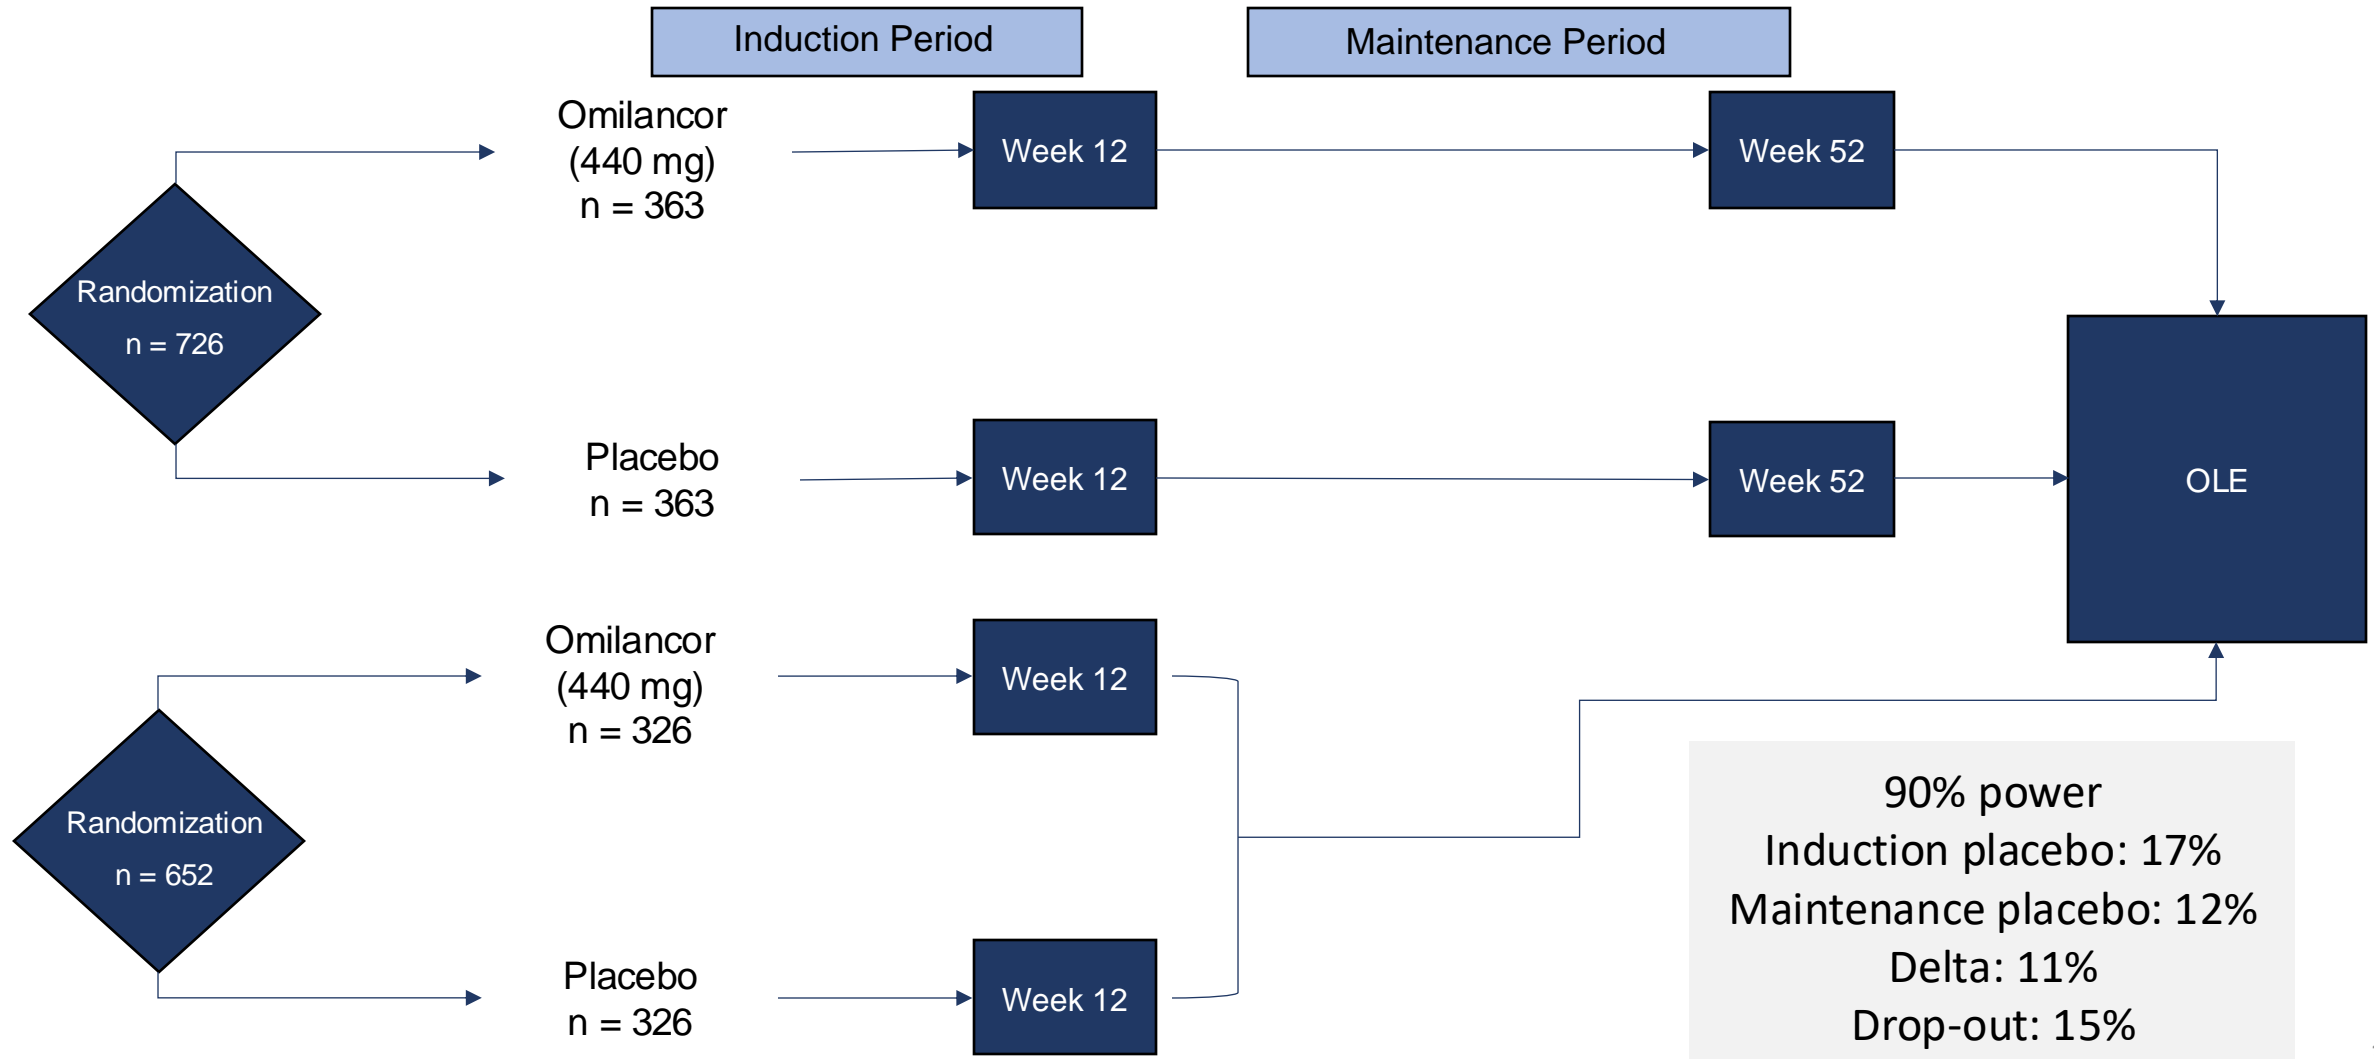 Induction Period
Maintenance Period
Omilancor
(440 mg)
n = 363
Week 12
Week 52
Randomization
n = 726
Placebo
n = 363
Week 12
Week 52
OLE
Omilancor
(440 mg)
n = 326
Week 12
Randomization
n = 652
Placebo
n = 326
Week 12
90% power
Induction placebo: 17%
Maintenance placebo: 12%
Delta: 11%
Drop-out: 15%